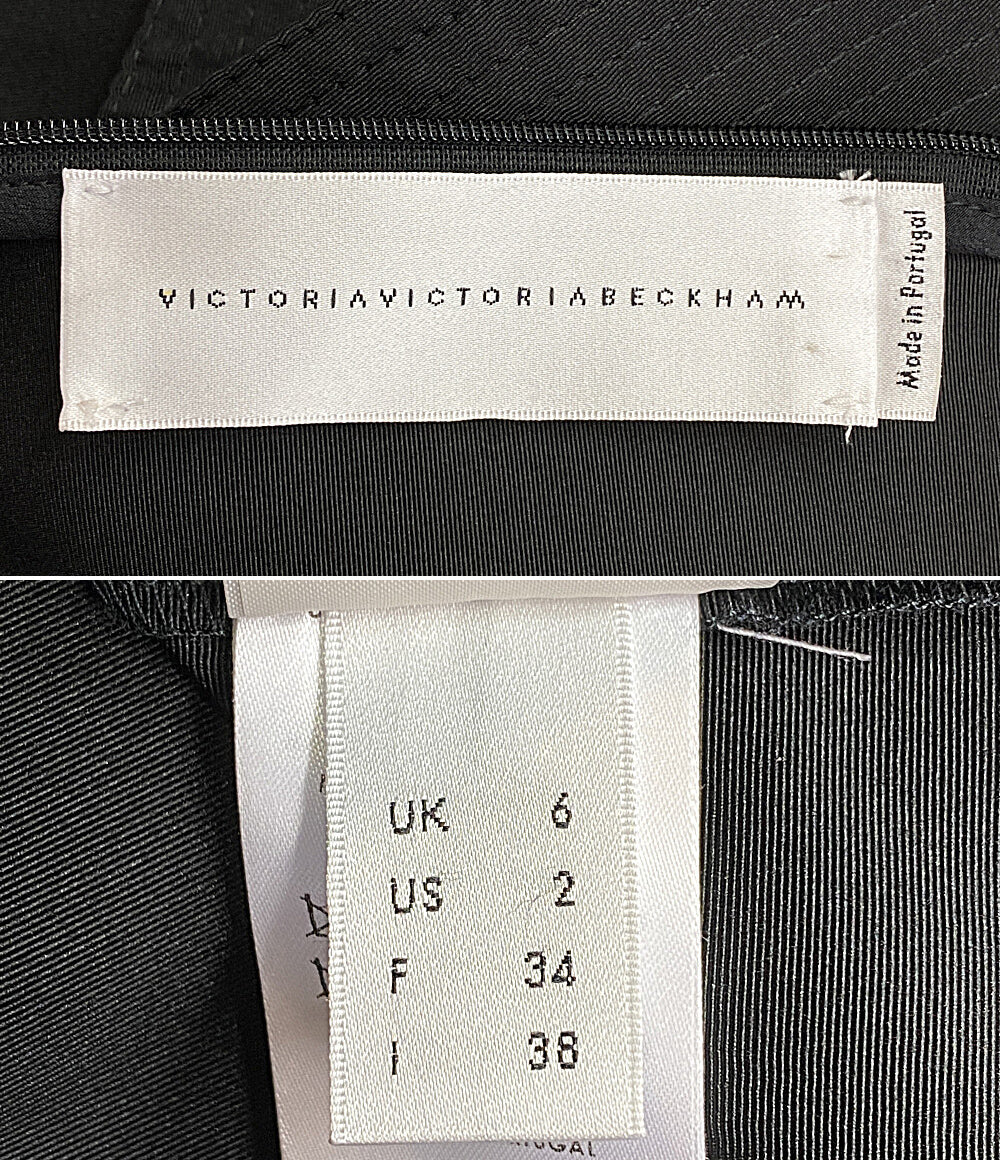 VICTORIAVICTORIABECKHAM
Made in Portugal
UK 6
US 2
F 34
I 38